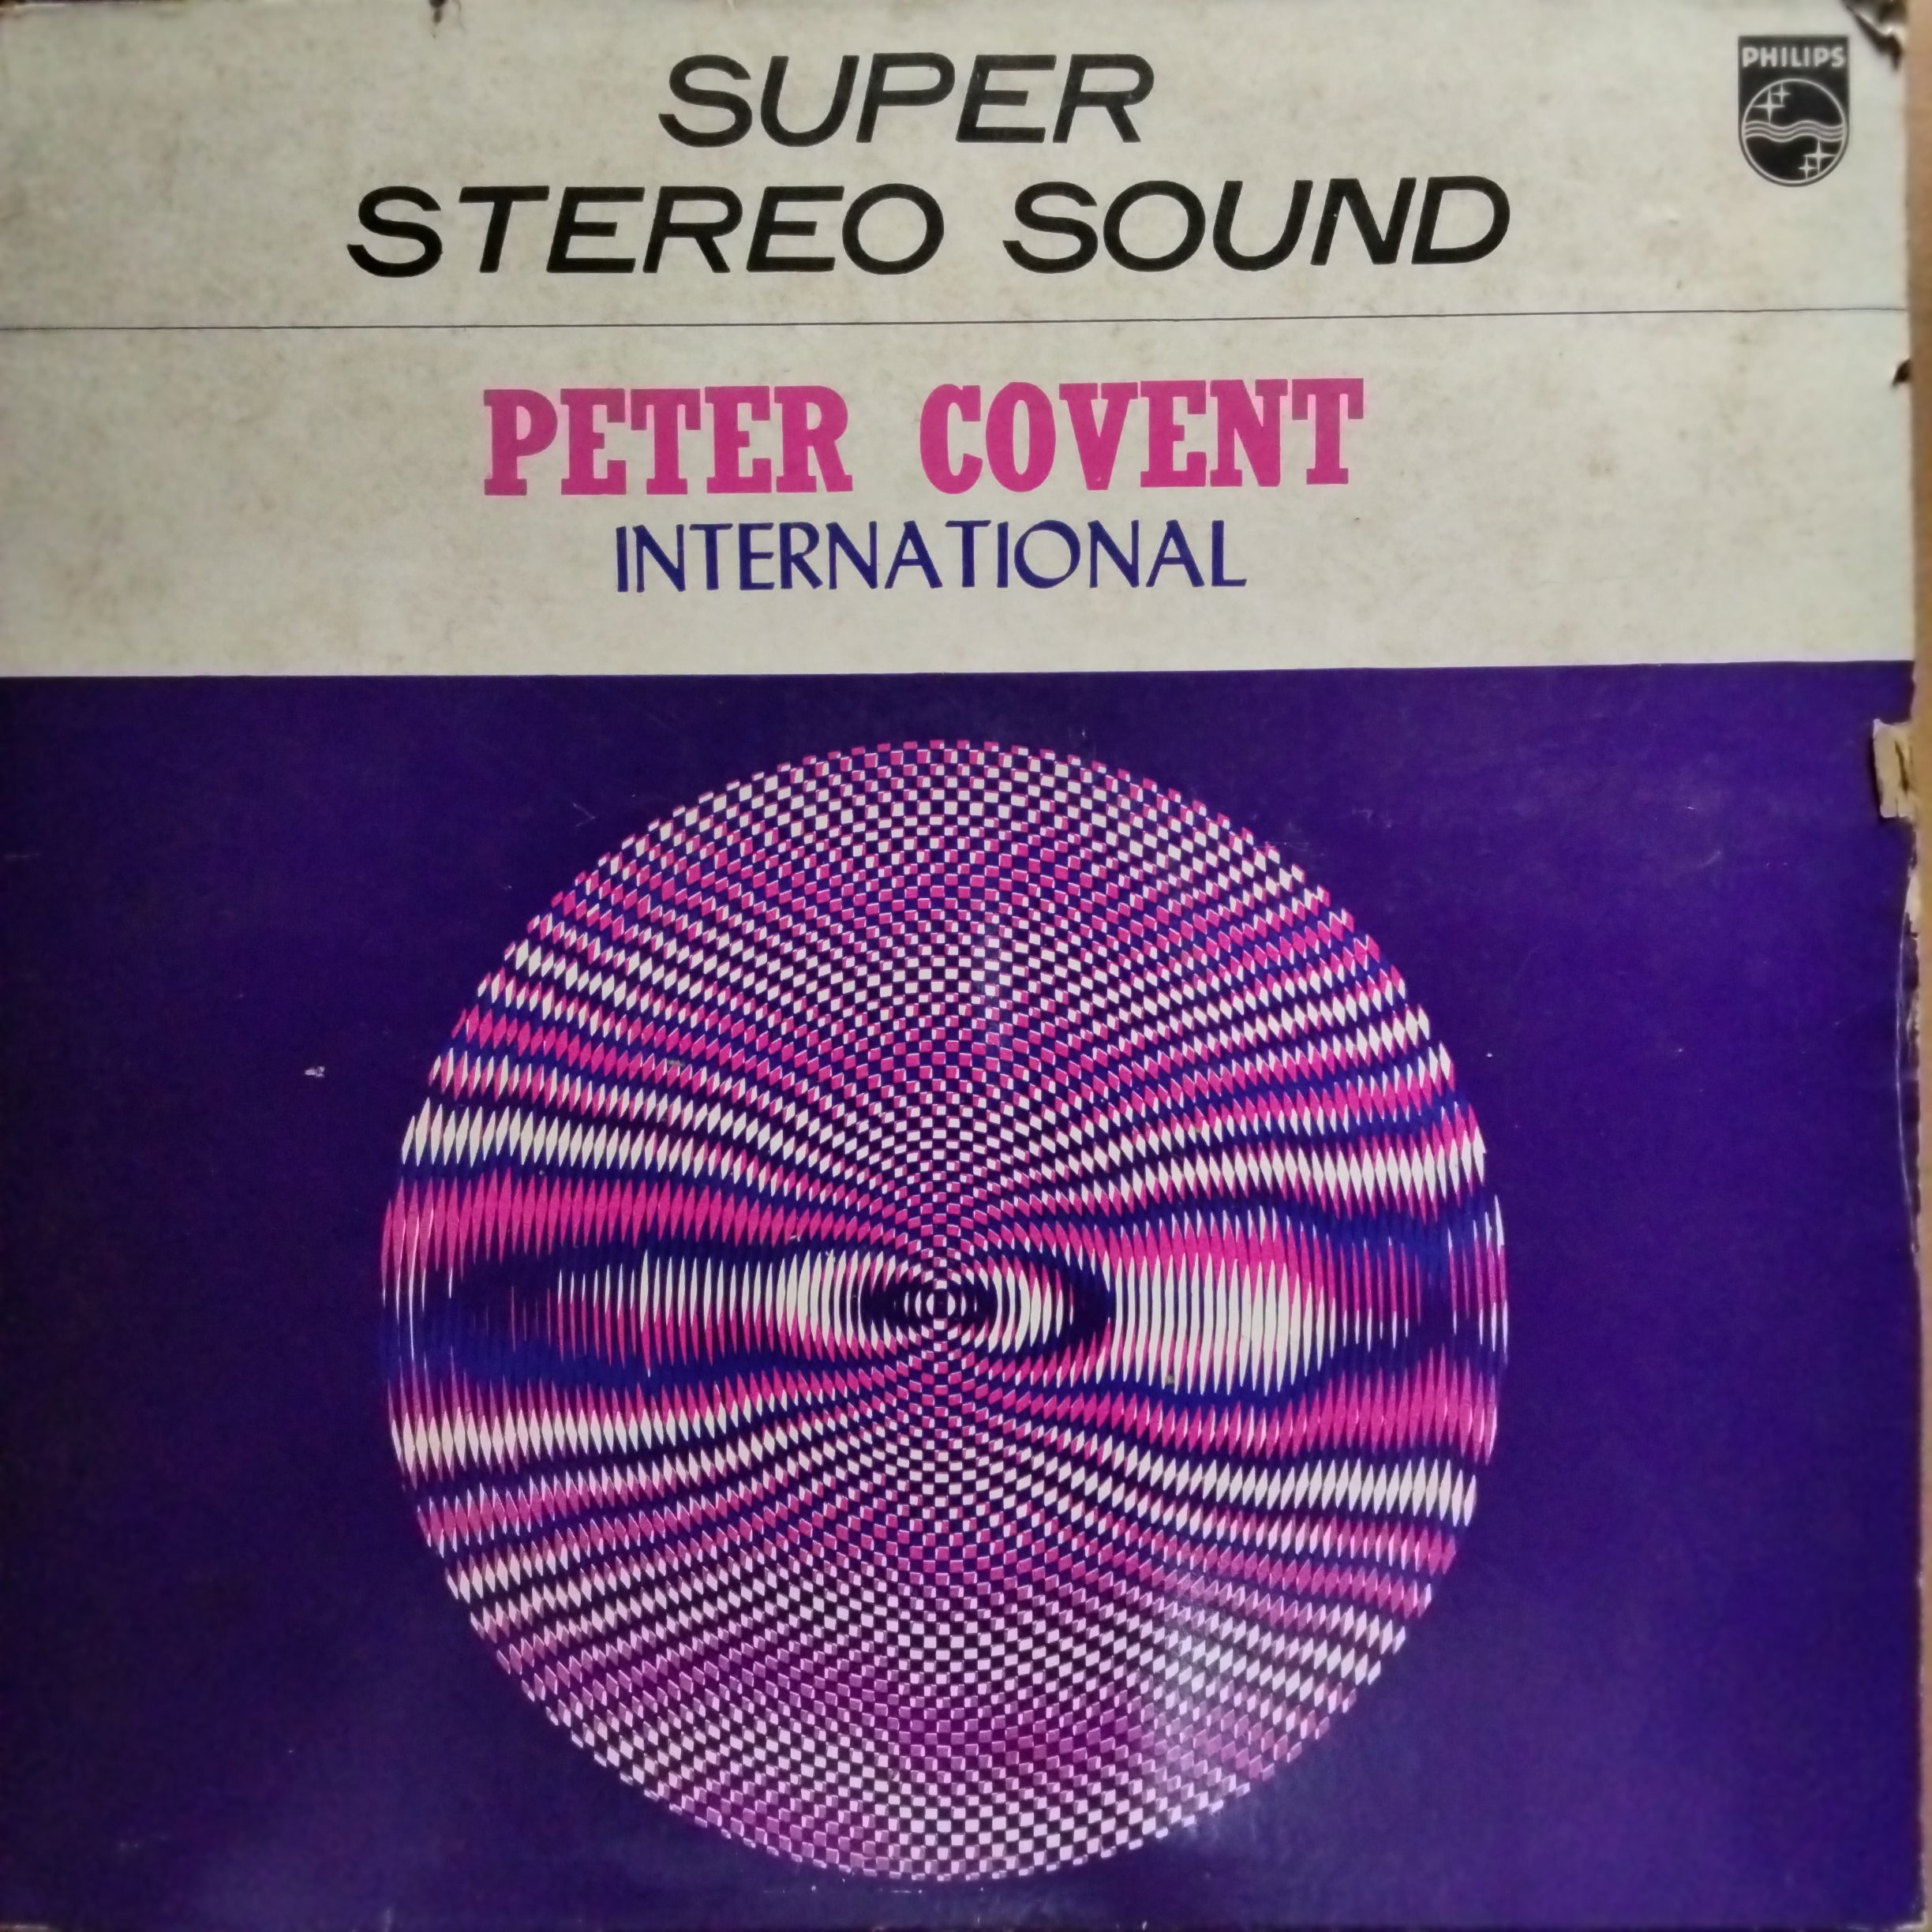 PHILIPS
SUPER
STEREO SOUND
PETER COVENT
INTERNATIONAL